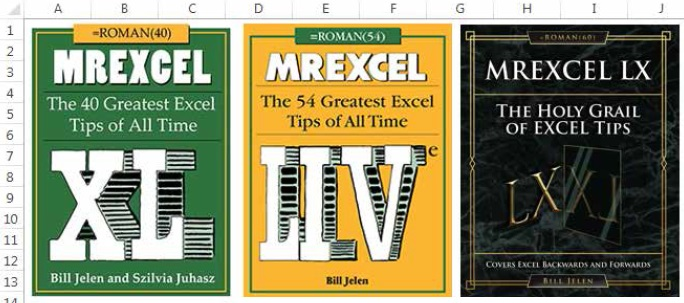 A B C D E F G H I J
1
2
3
4
5
6
7
8
9
10
11
12
13
14
=ROMAN(40)
MREXCEL
The 40 Greatest Excel
Tips of All Time
XL
Bill Jelen and Szilvia Juhasz
=ROMAN(54)
MREXCEL
The 54 Greatest Excel
Tips of All Time
LIVe
Bill Jelen
=ROMAN(60)
MREXCEL LX
THE HOLY GRAIL
OF EXCEL TIPS
LX
COVERS EXCEL BACKWARDS AND FORWARDS
BILL JELEN